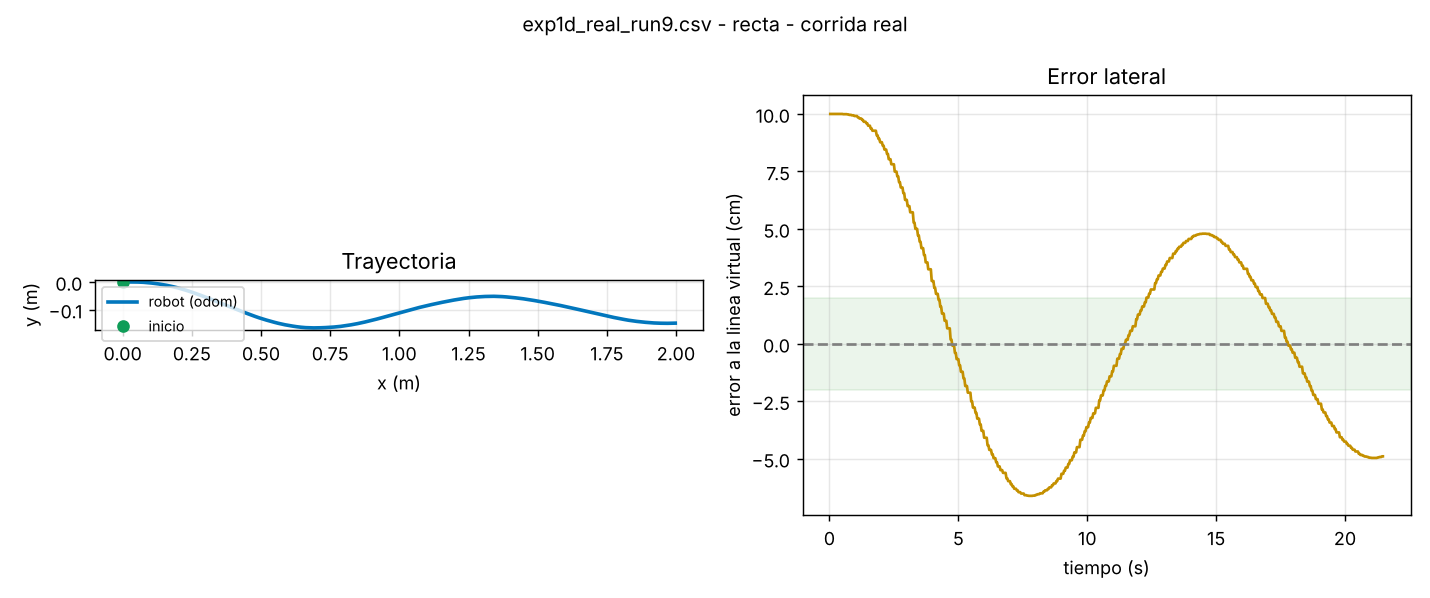 exp1d_real_run9.csv - recta - corrida real
Trayectoria
y (m)
0.0
−0.1
robot (odom)
inicio
0.00 0.25 0.50 0.75 1.00 1.25 1.50 1.75 2.00
x (m)
Error lateral
error a la linea virtual (cm)
10.0
7.5
5.0
2.5
0.0
−2.5
−5.0
0 5 10 15 20
tiempo (s)